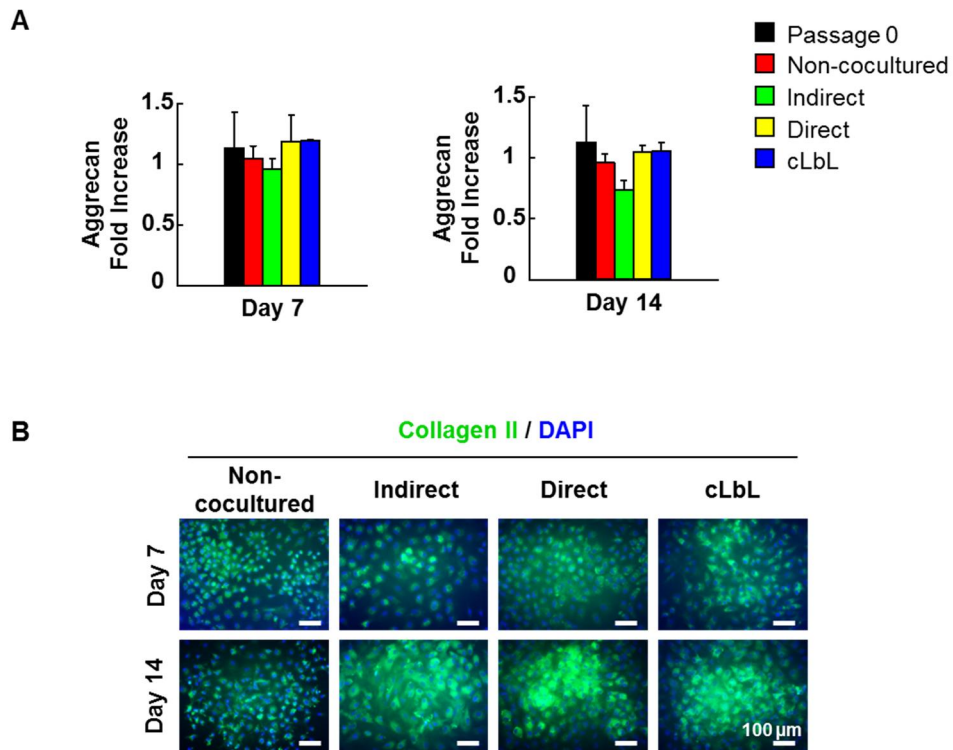 A
Passage 0
Non-cocultured
Indirect
Direct
cLbL
Aggrecan
Fold Increase
1.5
1
0.5
0
Day 7
Aggrecan
Fold Increase
1.5
1
0.5
0
Day 14
B
Collagen II / DAPI
Non-
cocultured
Indirect
Direct
cLbL
Day 7
Day 14
100 µm